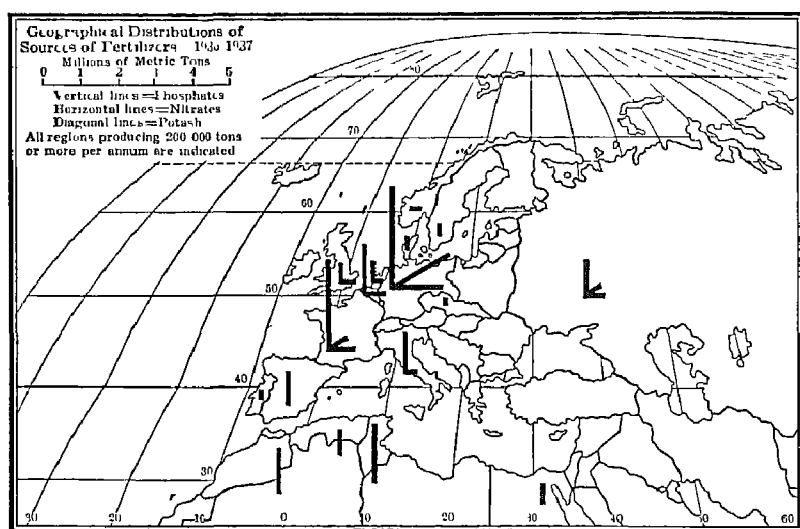 Geographical Distributions of
Sources of Fertilizers 1937
Millions of Metric Tons
0 1 2 3 4 5
Vertical lines = Phosphates
Horizontal lines = Nitrates
Diagonal lines = Potash
All regions producing 200 000 tons
or more per annum are indicated
80
70
60
50
40
30
30 20 10 0 10 20 30 40 50 60